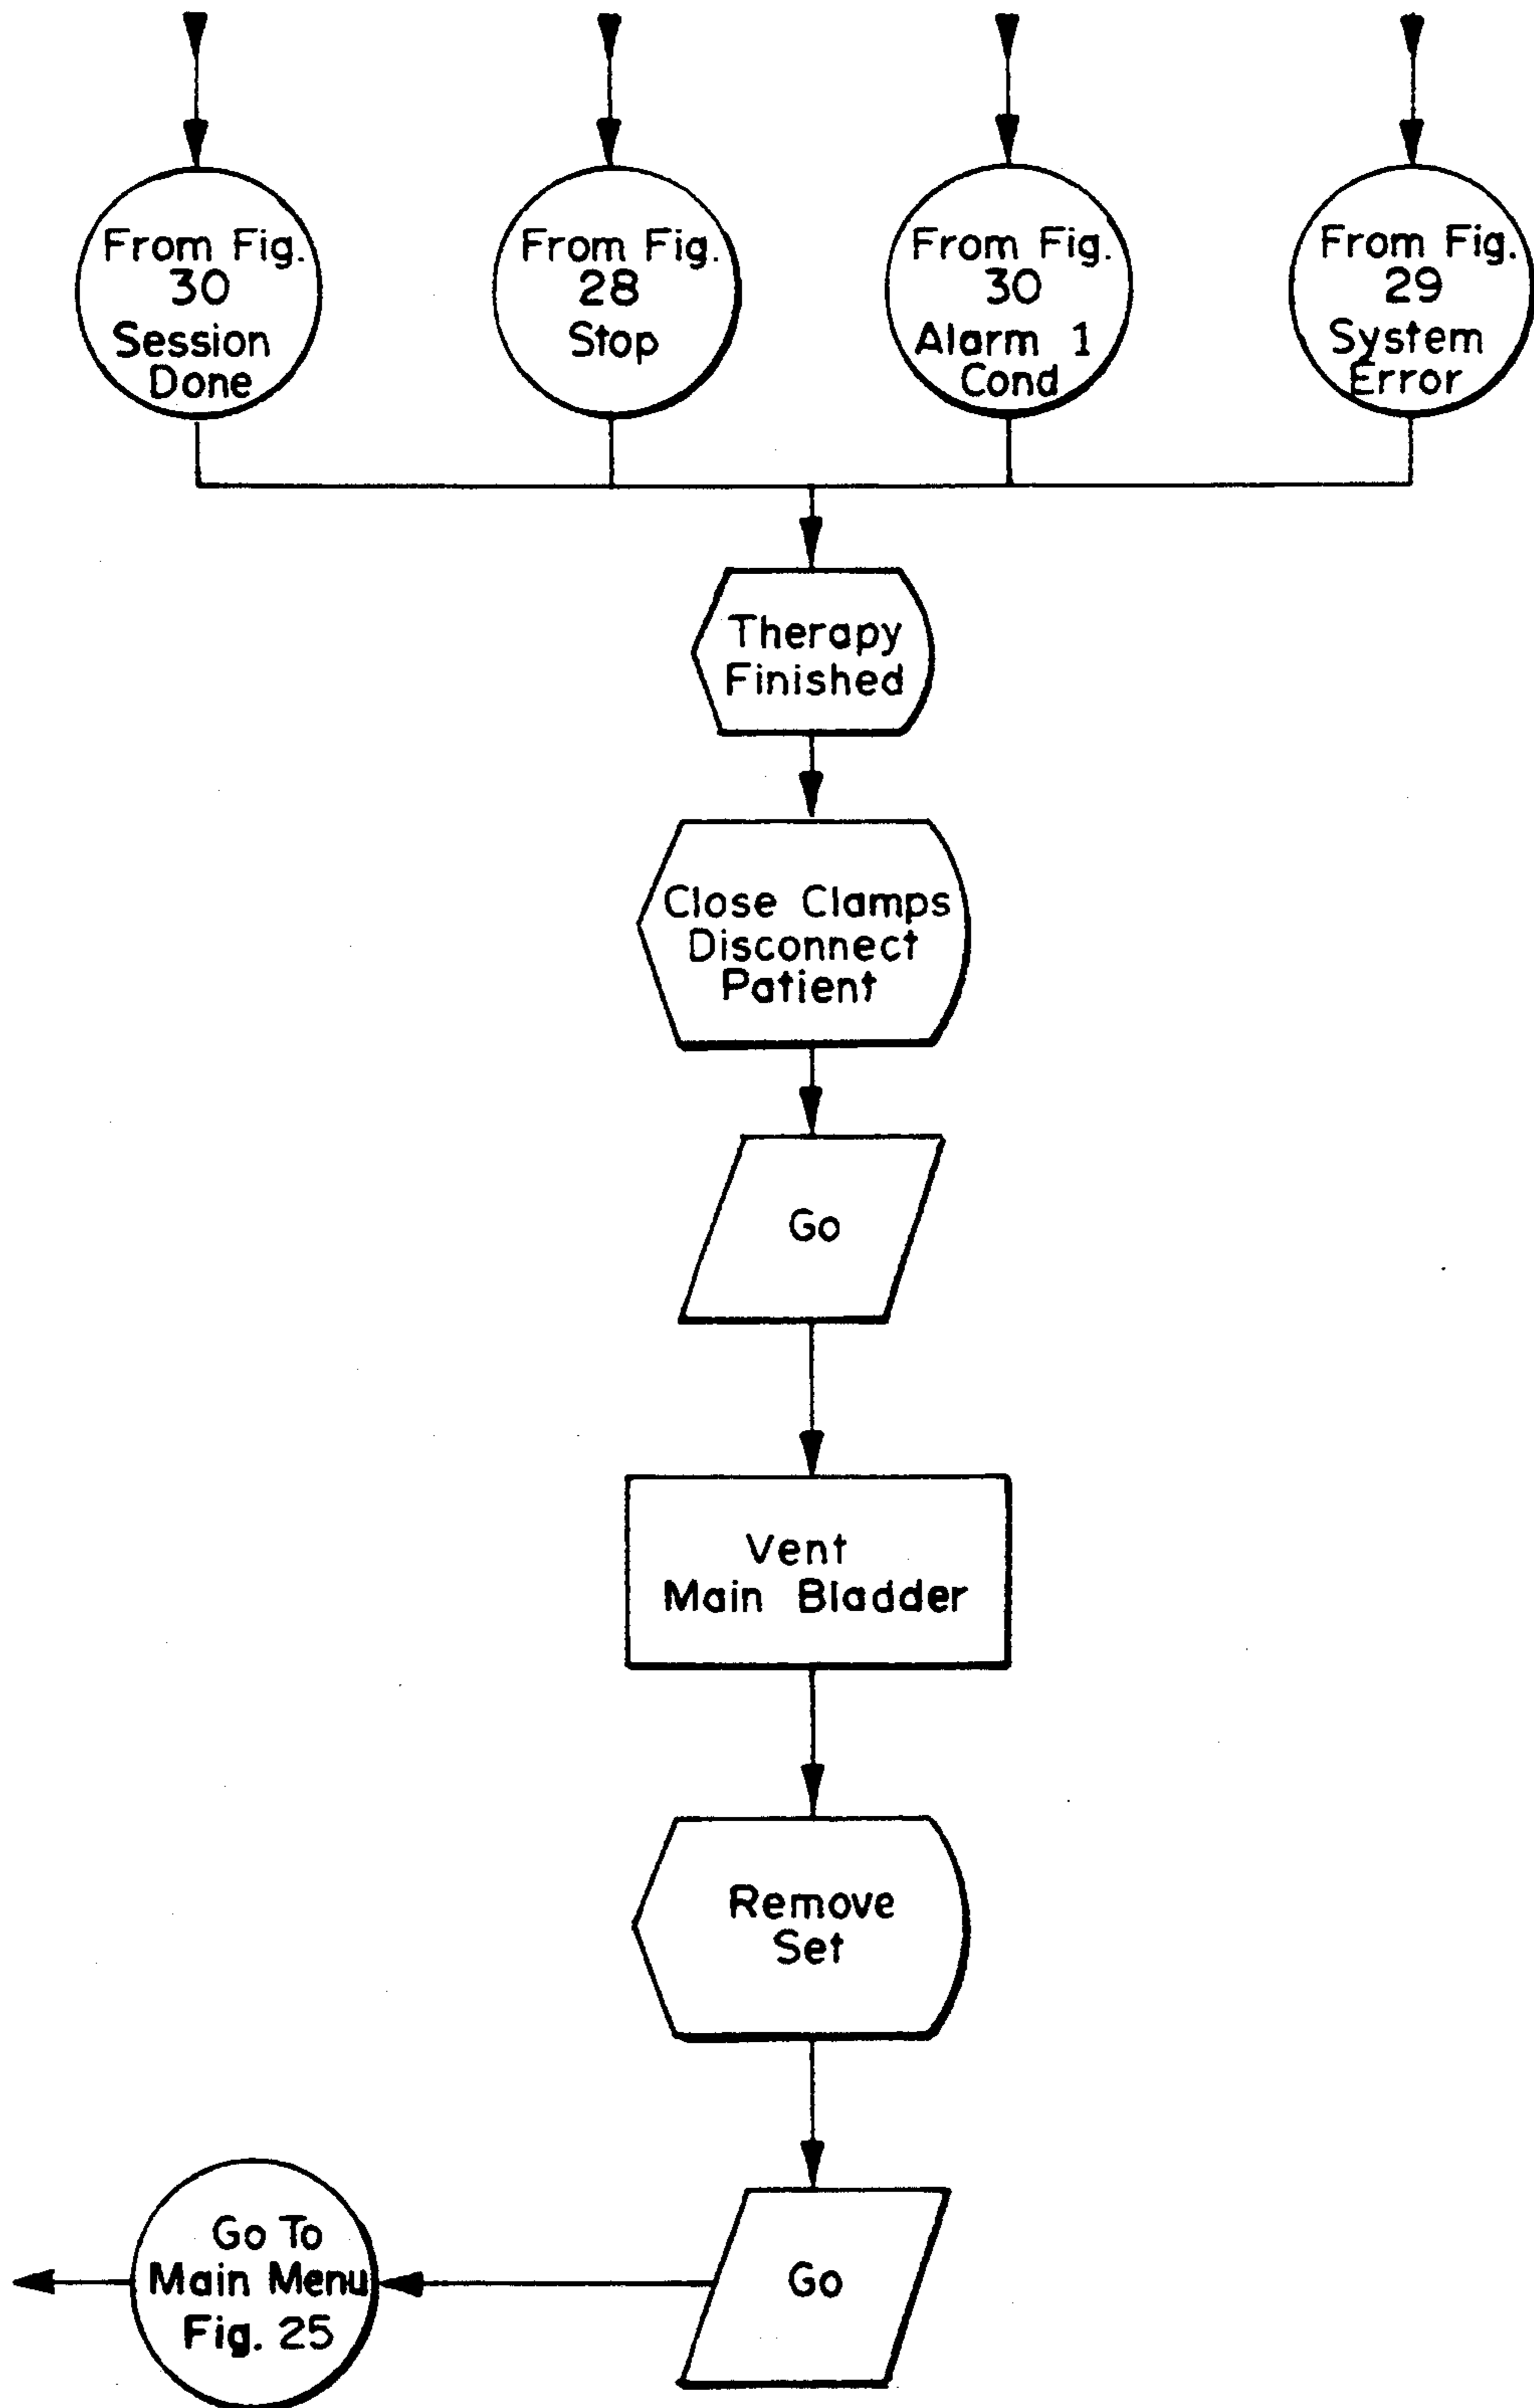 From Fig.
30
Session
Done
From Fig.
28
Stop
From Fig.
30
Alarm 1
Cond
From Fig.
29
System
Error
Therapy
Finished
Close Clamps
Disconnect
Patient
Go
Vent
Main Bladder
Remove
Set
Go
Go To
Main Menu
Fig. 25